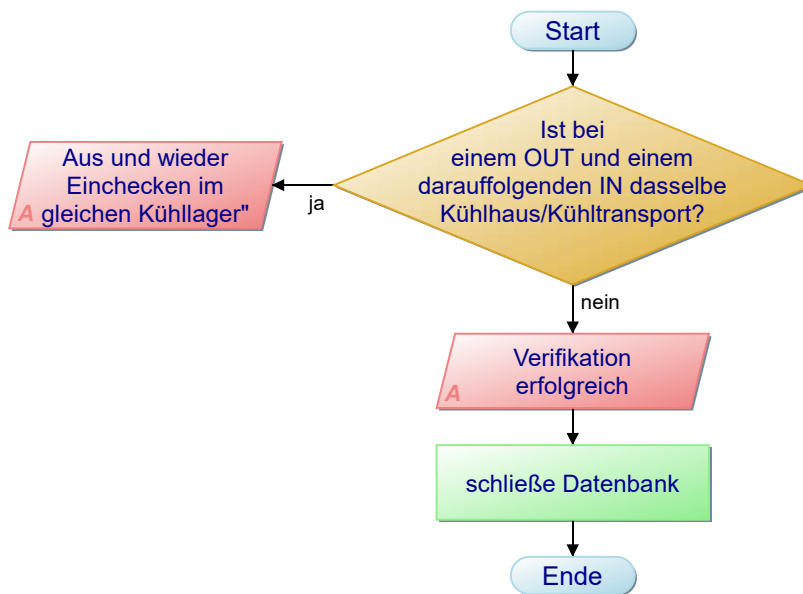 Start
Ist bei
einem OUT und einem
darauffolgenden IN dasselbe
Kühlhaus/Kühltransport?
ja
Aus und wieder
Einchecken im
gleichen Kühllager"
A
nein
Verifikation
erfolgreich
A
schließe Datenbank
Ende